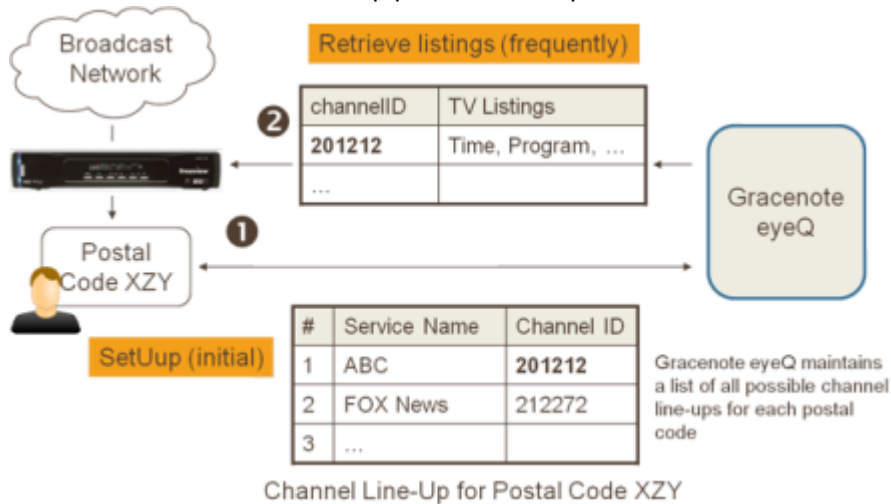 Broadcast
Network
Retrieve listings (frequently)
❷
channelID TV Listings
201212 Time, Program, ...
...
Gracenote
eyeQ
❶
Postal
Code XZY
SetUup (initial)
# Service Name Channel ID
1 ABC 201212
2 FOX News 212272
3 ...
Gracenote eyeQ maintains
a list of all possible channel
line-ups for each postal
code
Channel Line-Up for Postal Code XZY